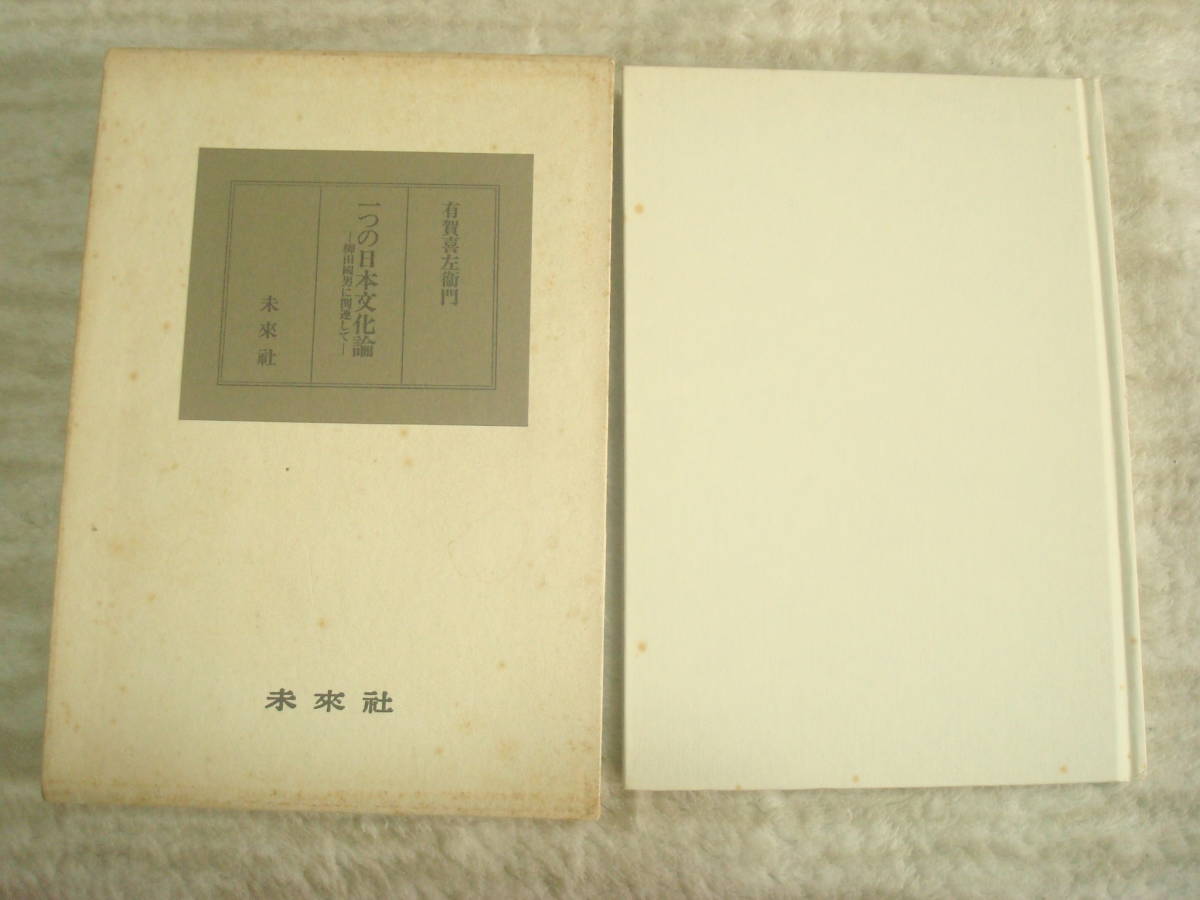 有賀喜左衞門
一つの日本文化論
―柳田國男に関連して―
未來社
未來社